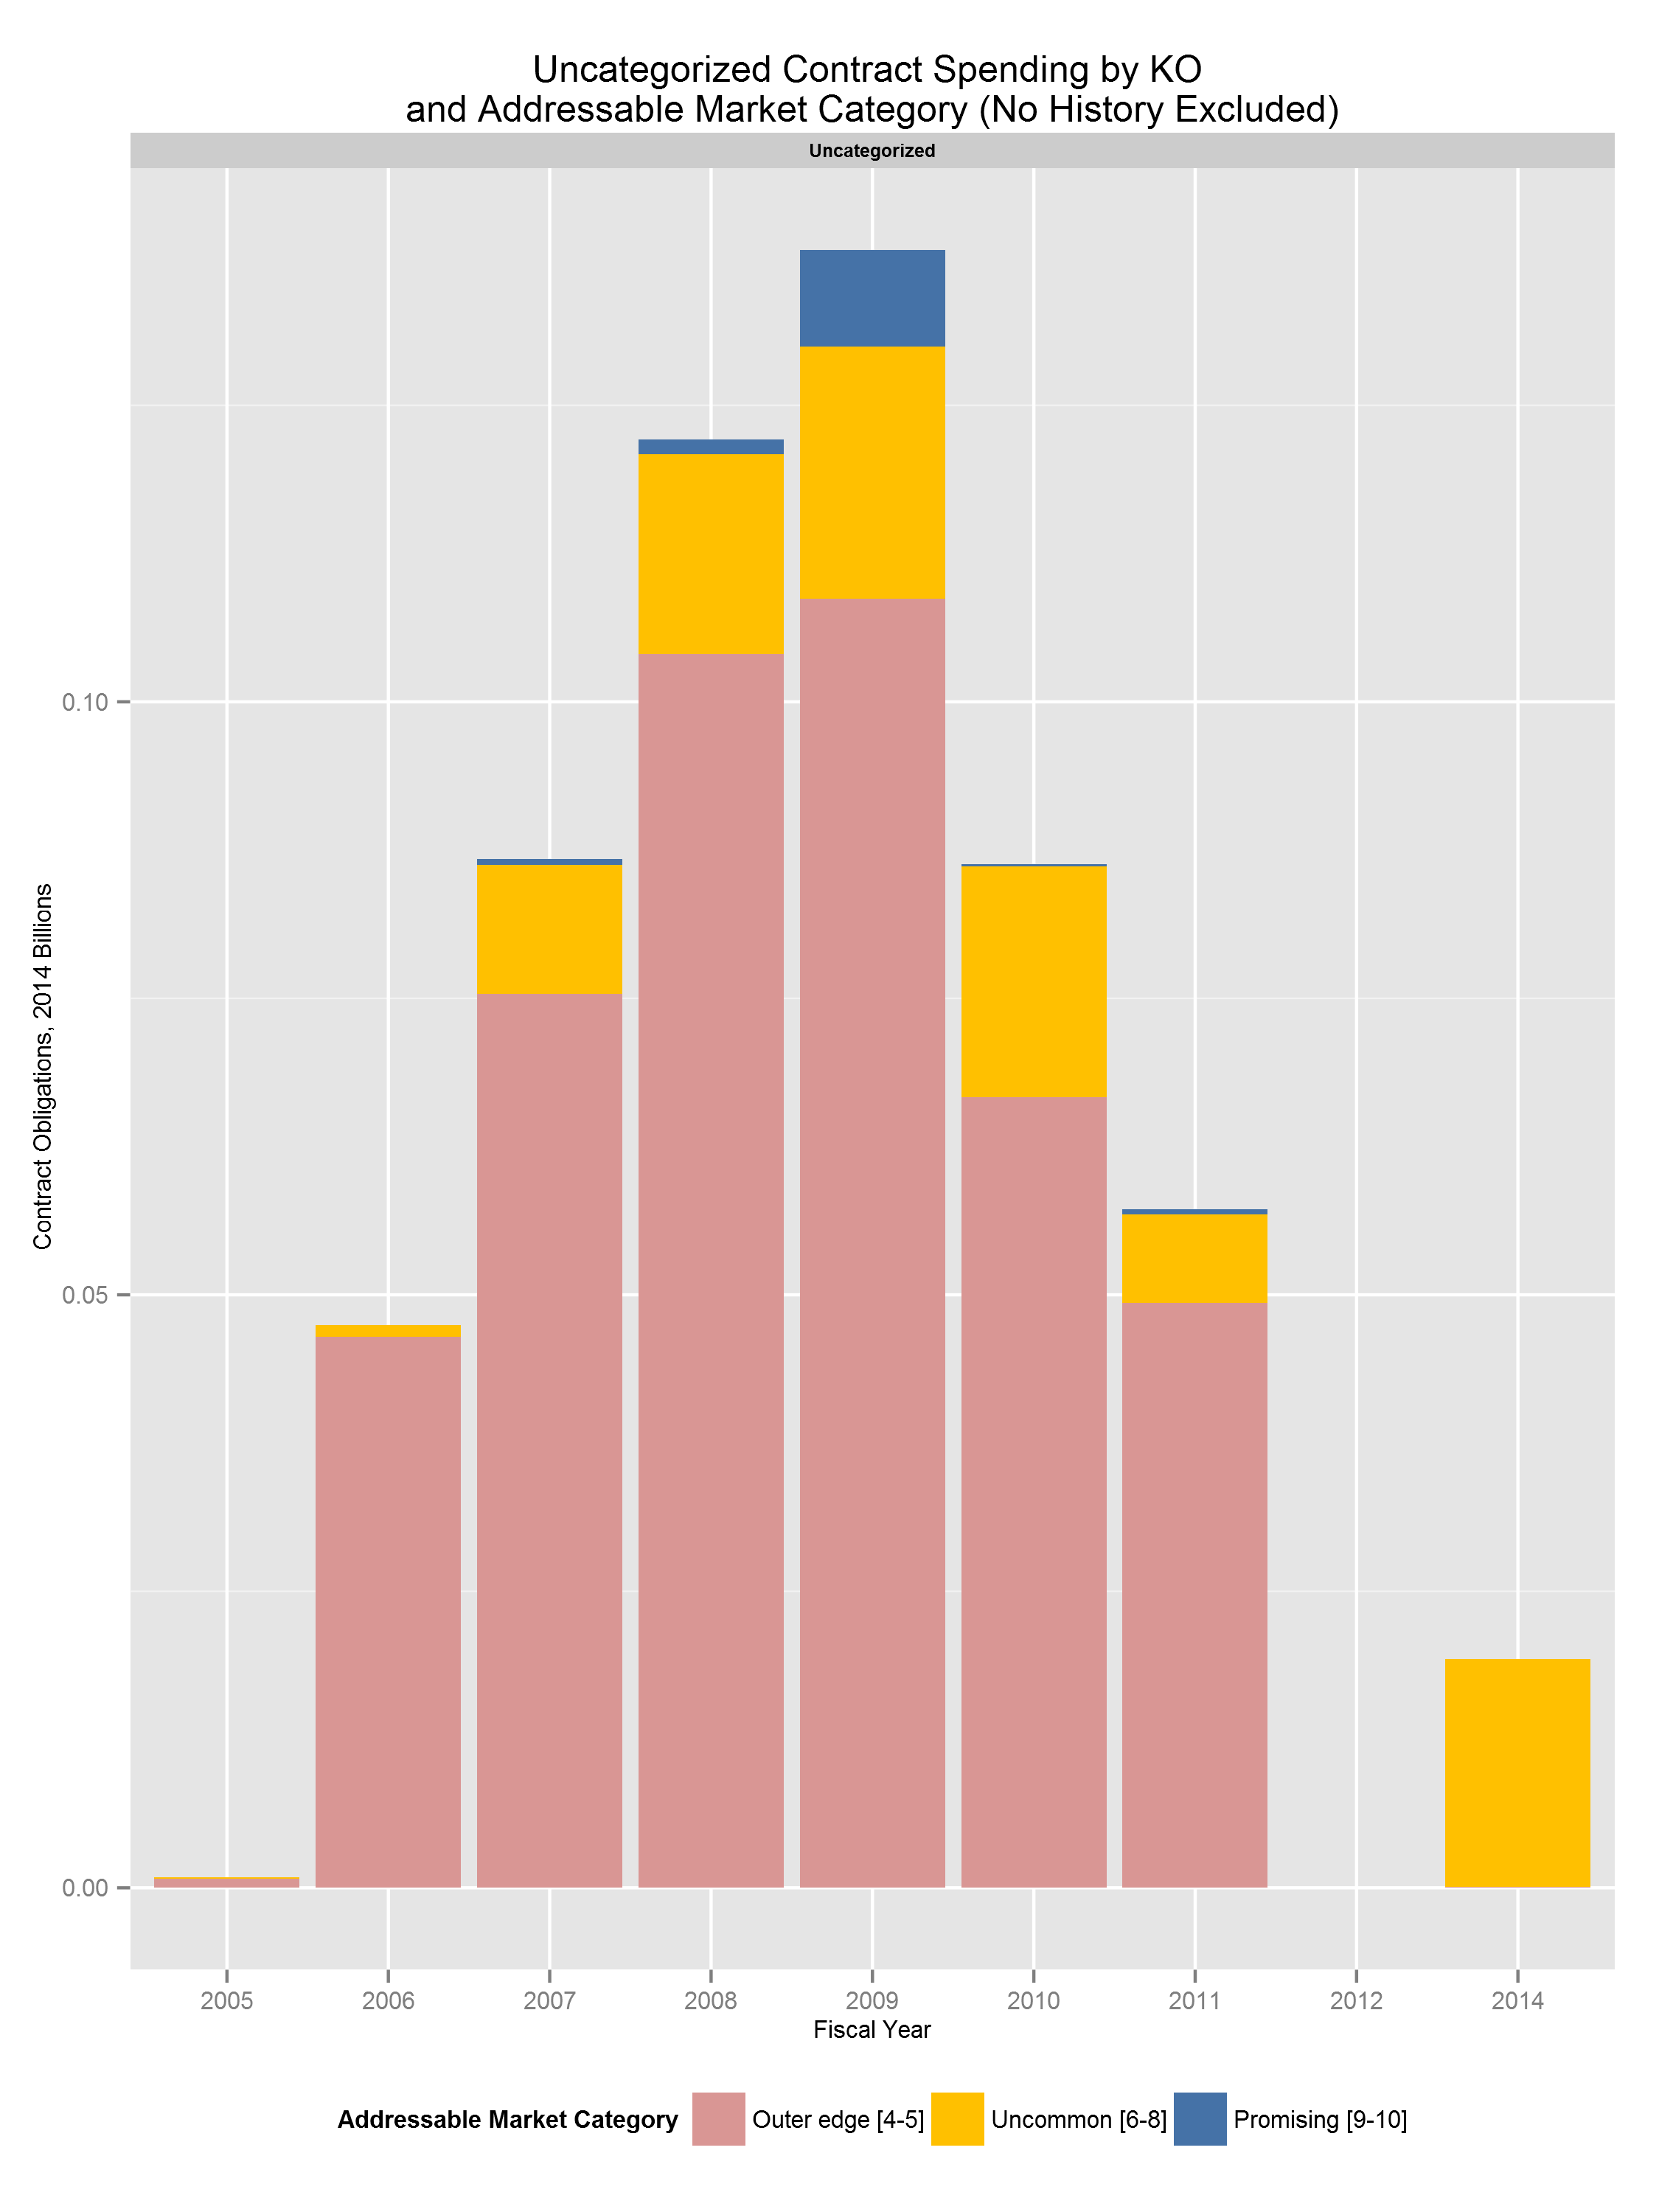 Uncategorized Contract Spending by KO
and Addressable Market Category (No History Excluded)
Uncategorized
Contract Obligations, 2014 Billions
0.10
0.05
0.00
2005 2006 2007 2008 2009 2010 2011 2012 2014
Fiscal Year
Addressable Market Category Outer edge [4-5] Uncommon [6-8] Promising [9-10]